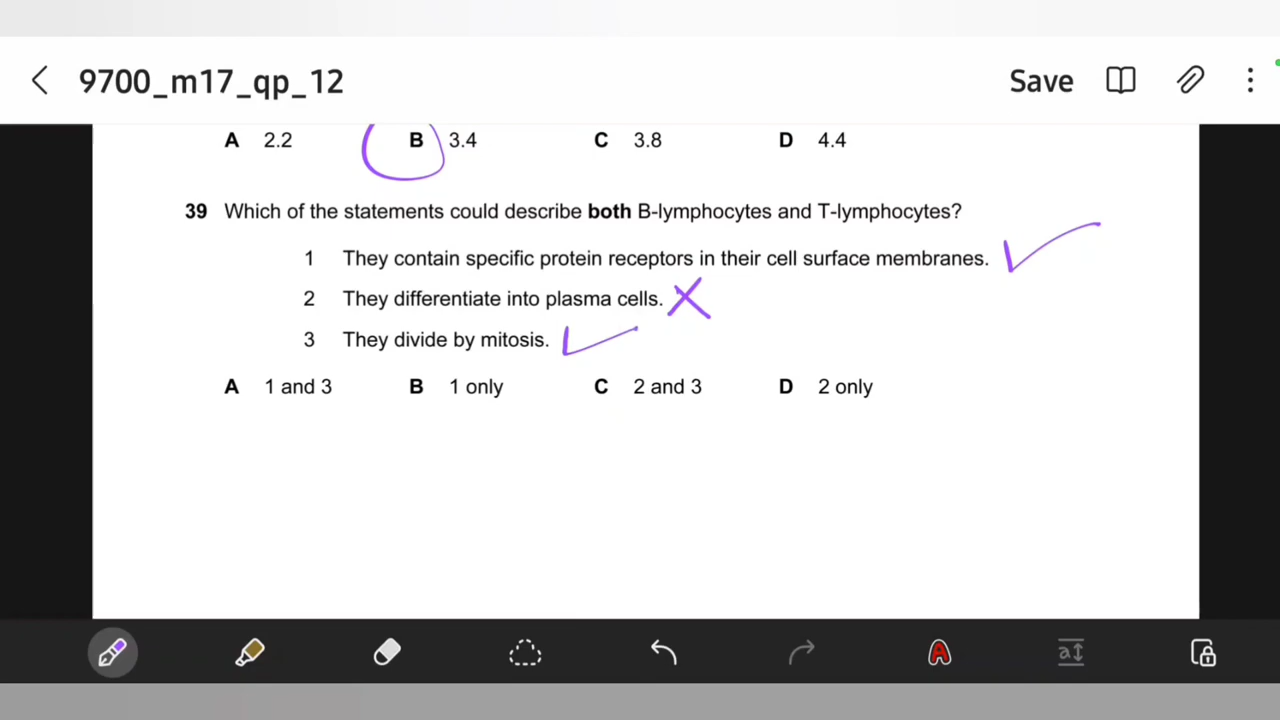 9700_m17_qp_12 Save
A 2.2 B 3.4 C 3.8 D 4.4
39 Which of the statements could describe both B-lymphocytes and T-lymphocytes?
1 They contain specific protein receptors in their cell surface membranes.
2 They differentiate into plasma cells.
3 They divide by mitosis.
A 1 and 3 B 1 only C 2 and 3 D 2 only
A a